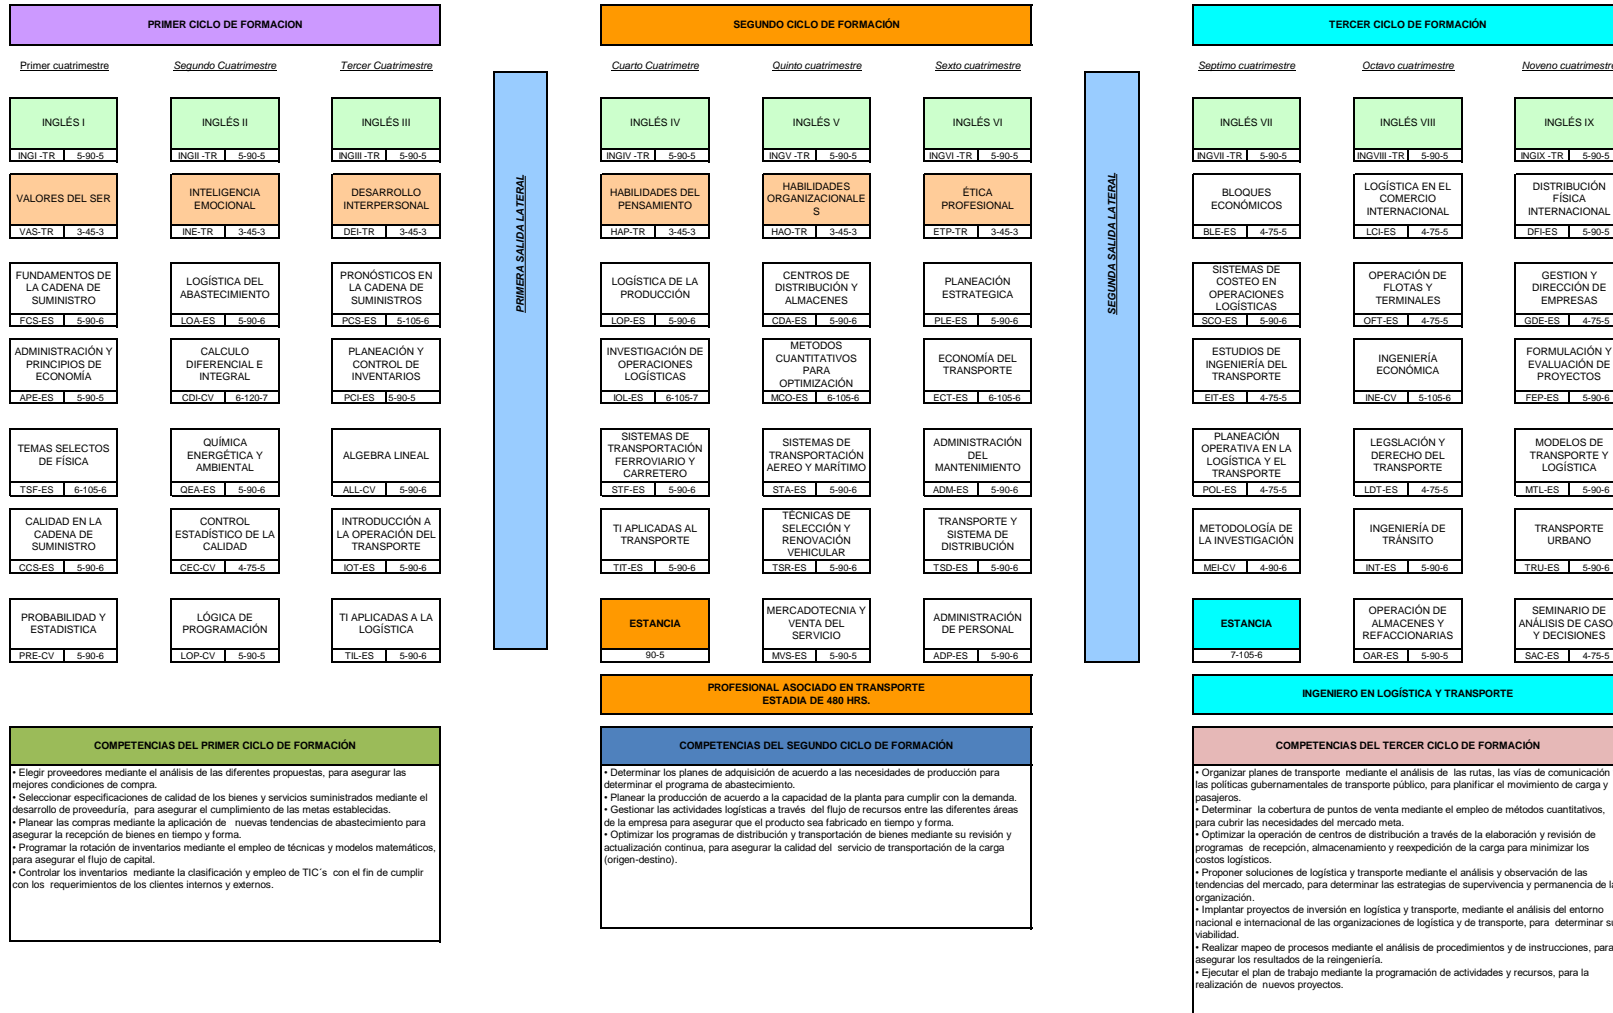 PRIMER CICLO DE FORMACION
SEGUNDO CICLO DE FORMACIÓN
TERCER CICLO DE FORMACIÓN
Primer cuatrimestre
Segundo Cuatrimestre
Tercer Cuatrimestre
Cuarto Cuatrimetre
Quinto cuatrimestre
Sexto cuatrimestre
Septimo cuatrimestre
Octavo cuatrimestre
Noveno cuatrimestre
INGLÉS I
INGI -TR 5-90-5
INGLÉS II
INGII -TR 5-90-5
INGLÉS III
INGIII -TR 5-90-5
INGLÉS IV
INGIV -TR 5-90-5
INGLÉS V
INGV -TR 5-90-5
INGLÉS VI
INGVI -TR 5-90-5
INGLÉS VII
INGVII -TR 5-90-5
INGLÉS VIII
INGVIII -TR 5-90-5
INGLÉS IX
INGIX -TR 5-90-5
PRIMERA SALIDA LATERAL
SEGUNDA SALIDA LATERAL
VALORES DEL SER
VAS-TR 3-45-3
INTELIGENCIA
EMOCIONAL
INE-TR 3-45-3
DESARROLLO
INTERPERSONAL
DEI-TR 3-45-3
HABILIDADES DEL
PENSAMIENTO
HAP-TR 3-45-3
HABILIDADES
ORGANIZACIONALE
S
HAO-TR 3-45-3
ÉTICA
PROFESIONAL
ETP-TR 3-45-3
BLOQUES
ECONÓMICOS
BLE-ES 4-75-5
LOGÍSTICA EN EL
COMERCIO
INTERNACIONAL
LCI-ES 4-75-5
DISTRIBUCIÓN
FÍSICA
INTERNACIONAL
DFI-ES 5-90-5
FUNDAMENTOS DE
LA CADENA DE
SUMINISTRO
FCS-ES 5-90-6
LOGÍSTICA DEL
ABASTECIMIENTO
LOA-ES 5-90-6
PRONÓSTICOS EN
LA CADENA DE
SUMINISTROS
PCS-ES 5-105-6
LOGÍSTICA DE LA
PRODUCCIÓN
LOP-ES 5-90-6
CENTROS DE
DISTRIBUCIÓN Y
ALMACENES
CDA-ES 5-90-6
PLANEACIÓN
ESTRATEGICA
PLE-ES 5-90-6
SISTEMAS DE
COSTEO EN
OPERACIONES
LOGÍSTICAS
SCO-ES 5-90-6
OPERACIÓN DE
FLOTAS Y
TERMINALES
OFT-ES 4-75-5
GESTION Y
DIRECCIÓN DE
EMPRESAS
GDE-ES 4-75-5
ADMINISTRACIÓN Y
PRINCIPIOS DE
ECONOMÍA
APE-ES 5-90-5
CALCULO
DIFERENCIAL E
INTEGRAL
CDI-CV 6-120-7
PLANEACIÓN Y
CONTROL DE
INVENTARIOS
PCI-ES 5-90-5
INVESTIGACIÓN DE
OPERACIONES
LOGÍSTICAS
IOL-ES 6-105-7
METODOS
CUANTITATIVOS
PARA
OPTIMIZACIÓN
MCO-ES 6-105-6
ECONOMÍA DEL
TRANSPORTE
ECT-ES 6-105-6
ESTUDIOS DE
INGENIERÍA DEL
TRANSPORTE
EIT-ES 4-75-5
INGENIERÍA
ECONÓMICA
INE-CV 5-105-6
FORMULACIÓN Y
EVALUACIÓN DE
PROYECTOS
FEP-ES 5-90-6
TEMAS SELECTOS
DE FÍSICA
TSF-ES 6-105-6
QUÍMICA
ENERGÉTICA Y
AMBIENTAL
QEA-ES 5-90-6
ALGEBRA LINEAL
ALL-CV 5-90-6
SISTEMAS DE
TRANSPORTACIÓN
FERROVIARIO Y
CARRETERO
STF-ES 5-90-6
SISTEMAS DE
TRANSPORTACIÓN
AEREO Y MARÍTIMO
STA-ES 5-90-6
ADMINISTRACIÓN
DEL
MANTENIMIENTO
ADM-ES 5-90-6
PLANEACIÓN
OPERATIVA EN LA
LOGÍSTICA Y EL
TRANSPORTE
POL-ES 4-75-5
LEGSLACIÓN Y
DERECHO DEL
TRANSPORTE
LDT-ES 4-75-5
MODELOS DE
TRANSPORTE Y
LOGÍSTICA
MTL-ES 5-90-6
CALIDAD EN LA
CADENA DE
SUMINISTRO
CCS-ES 5-90-6
CONTROL
ESTADÍSTICO DE LA
CALIDAD
CEC-CV 4-75-5
INTRODUCCIÓN A
LA OPERACIÓN DEL
TRANSPORTE
IOT-ES 5-90-6
TI APLICADAS AL
TRANSPORTE
TIT-ES 5-90-6
TÉCNICAS DE
SELECCIÓN Y
RENOVACIÓN
VEHICULAR
TSR-ES 5-90-6
TRANSPORTE Y
SISTEMA DE
DISTRIBUCIÓN
TSD-ES 5-90-6
METODOLOGÍA DE
LA INVESTIGACIÓN
MEI-CV 4-90-6
INGENIERÍA DE
TRÁNSITO
INT-ES 5-90-6
TRANSPORTE
URBANO
TRU-ES 5-90-6
PROBABILIDAD Y
ESTADISTICA
PRE-CV 5-90-6
LÓGICA DE
PROGRAMACIÓN
LOP-CV 5-90-5
TI APLICADAS A LA
LOGÍSTICA
TIL-ES 5-90-6
ESTANCIA
90-5
MERCADOTECNIA Y
VENTA DEL
SERVICIO
MVS-ES 5-90-5
ADMINISTRACIÓN
DE PERSONAL
ADP-ES 5-90-6
ESTANCIA
7-105-6
OPERACIÓN DE
ALMACENES Y
REFACCIONARIAS
OAR-ES 5-90-5
SEMINARIO DE
ANÁLISIS DE CASO
Y DECISIONES
SAC-ES 4-75-5
PROFESIONAL ASOCIADO EN TRANSPORTE
ESTADIA DE 480 HRS.
INGENIERO EN LOGÍSTICA Y TRANSPORTE
COMPETENCIAS DEL PRIMER CICLO DE FORMACIÓN
• Elegir proveedores mediante el análisis de las diferentes propuestas, para asegurar las
mejores condiciones de compra.
• Seleccionar especificaciones de calidad de los bienes y servicios suministrados mediante el
desarrollo de proveeduría, para asegurar el cumplimiento de las metas establecidas.
• Planear las compras mediante la aplicación de nuevas tendencias de abastecimiento para
asegurar la recepción de bienes en tiempo y forma.
• Programar la rotación de inventarios mediante el empleo de técnicas y modelos matemáticos,
para asegurar el flujo de capital.
• Controlar los inventarios mediante la clasificación y empleo de TIC´s con el fin de cumplir
con los requerimientos de los clientes internos y externos.
COMPETENCIAS DEL SEGUNDO CICLO DE FORMACIÓN
• Determinar los planes de adquisición de acuerdo a las necesidades de producción para
determinar el programa de abastecimiento.
• Planear la producción de acuerdo a la capacidad de la planta para cumplir con la demanda.
• Gestionar las actividades logísticas a través del flujo de recursos entre las diferentes áreas
de la empresa para asegurar que el producto sea fabricado en tiempo y forma.
• Optimizar los programas de distribución y transportación de bienes mediante su revisión y
actualización continua, para asegurar la calidad del servicio de transportación de la carga
(origen-destino).
COMPETENCIAS DEL TERCER CICLO DE FORMACIÓN
• Organizar planes de transporte mediante el análisis de las rutas, las vías de comunicación
las políticas gubernamentales de transporte público, para planificar el movimiento de carga y
pasajeros.
• Determinar la cobertura de puntos de venta mediante el empleo de métodos cuantitativos,
para cubrir las necesidades del mercado meta.
• Optimizar la operación de centros de distribución a través de la elaboración y revisión de
programas de recepción, almacenamiento y reexpedición de la carga para minimizar los
costos logísticos.
• Proponer soluciones de logística y transporte mediante el análisis y observación de las
tendencias del mercado, para determinar las estrategias de supervivencia y permanencia de la
organización.
• Implantar proyectos de inversión en logística y transporte, mediante el análisis del entorno
nacional e internacional de las organizaciones de logística y de transporte, para determinar su
viabilidad.
• Realizar mapeo de procesos mediante el análisis de procedimientos y de instrucciones, para
asegurar los resultados de la reingeniería.
• Ejecutar el plan de trabajo mediante la programación de actividades y recursos, para la
realización de nuevos proyectos.